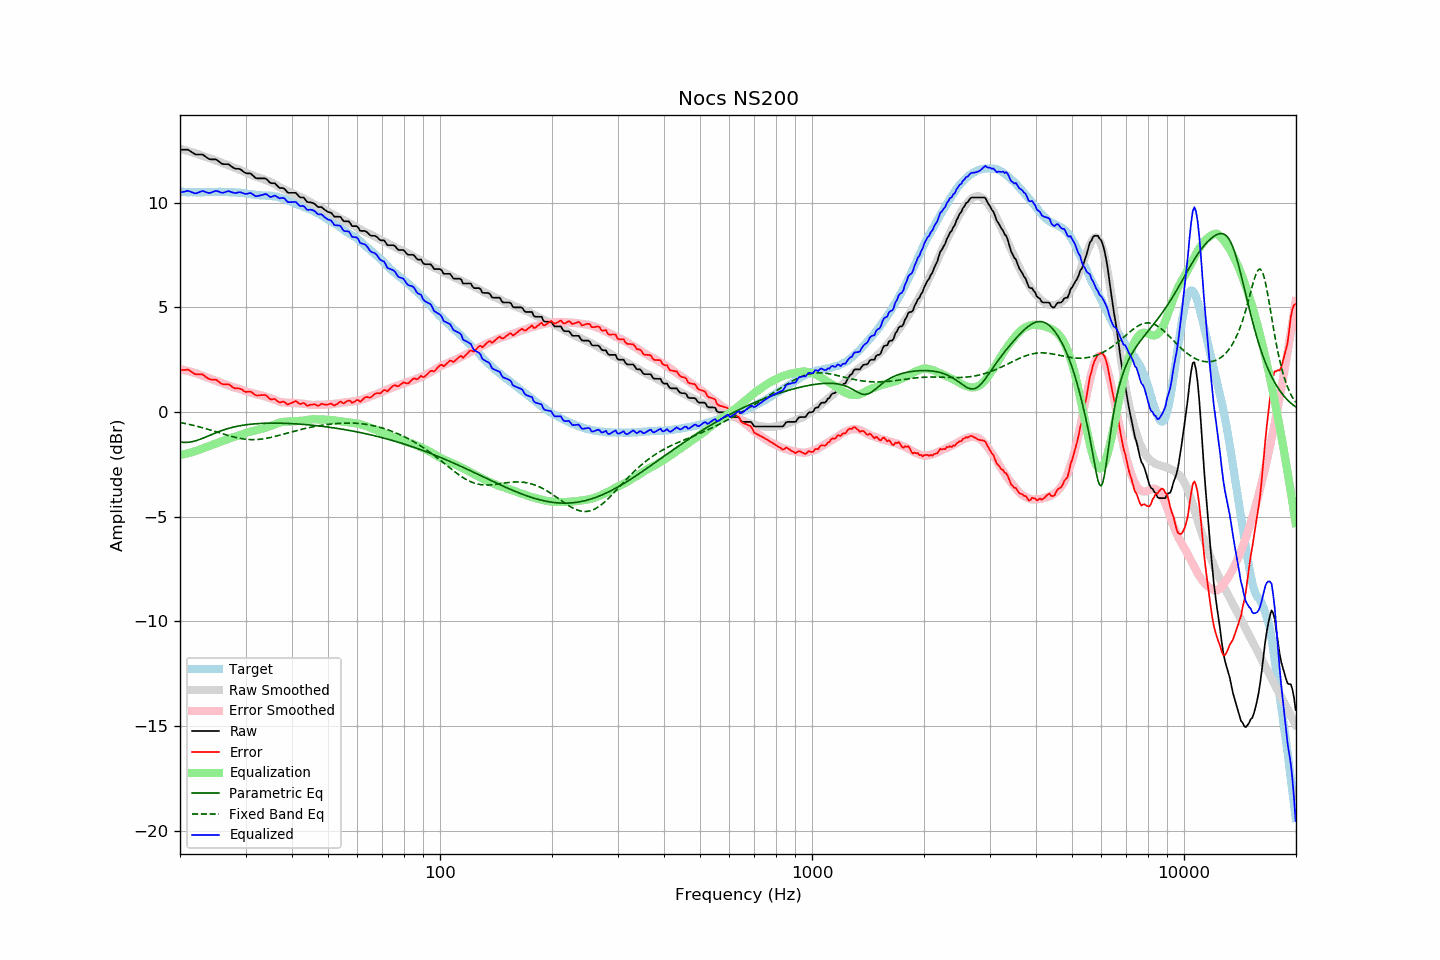 Nocs NS200
Amplitude (dBr)
10
5
0
−5
−10
−15
−20
Target
Raw Smoothed
Error Smoothed
Raw
Error
Equalization
Parametric Eq
Fixed Band Eq
Equalized
100
1000
10000
Frequency (Hz)